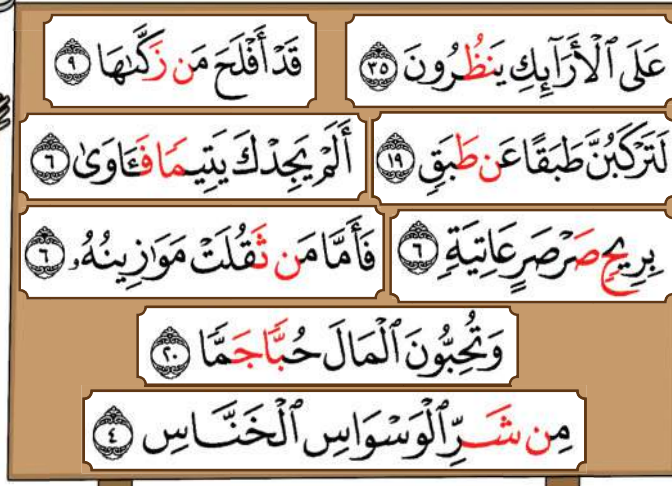 عَلَى ٱلْأَرَآئِكِ يَنظُرُونَ ۝٣٥
قَدْ أَفْلَحَ مَن زَكَّىٰهَا ۝٩
لَتَرْكَبُنَّ طَبَقًا عَن طَبَقٍ ۝١٩
أَلَمْ يَجِدْكَ يَتِيمًا فَـَٔاوَىٰ ۝٦
بِرِيحٍ صَرْصَرٍ عَاتِيَةٍ ۝٦
فَأَمَّا مَن ثَقُلَتْ مَوَٰزِينُهُۥ ۝٦
وَتُحِبُّونَ ٱلْمَالَ حُبًّا جَمًّا ۝٢٠
مِن شَرِّ ٱلْوَسْوَاسِ ٱلْخَنَّاسِ ۝٤